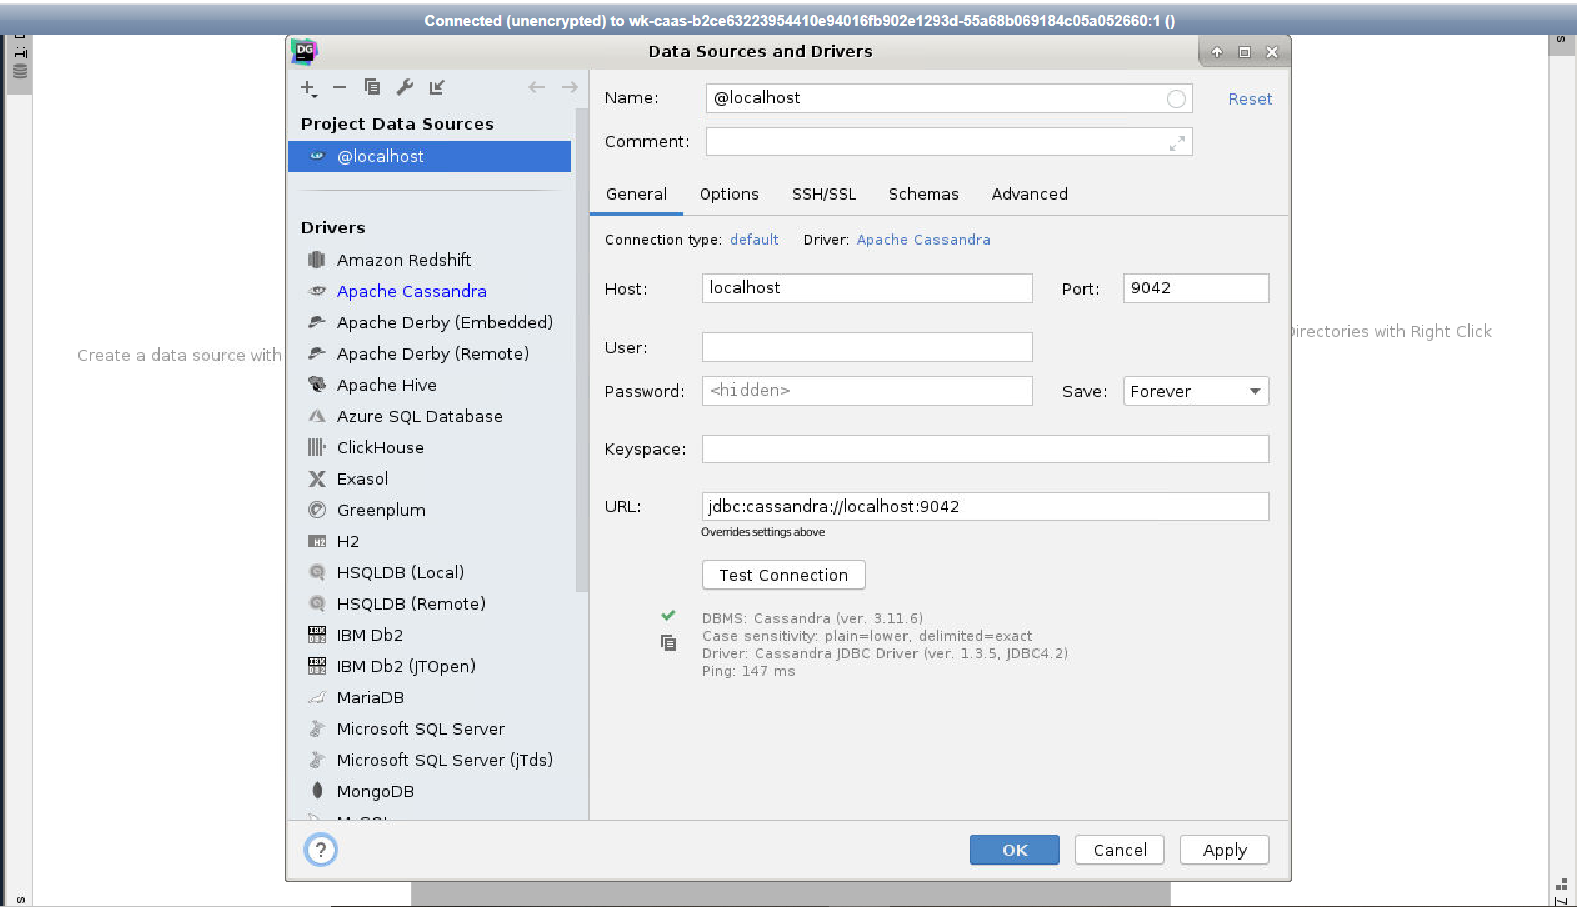 Connected (unencrypted) to wk-caas-b2ce63223954410e94016fb902e1293d-55a68b069184c05a052660:1 ()
DG
Data Sources and Drivers
Project Data Sources
@localhost
Drivers
Amazon Redshift
Apache Cassandra
Apache Derby (Embedded)
Apache Derby (Remote)
Apache Hive
Azure SQL Database
ClickHouse
Exasol
Greenplum
H2
HSQLDB (Local)
HSQLDB (Remote)
IBM Db2
IBM Db2 (JTOpen)
MariaDB
Microsoft SQL Server
Microsoft SQL Server (jTds)
MongoDB
Name: @localhost Reset
Comment:
General Options SSH/SSL Schemas Advanced
Connection type: default Driver: Apache Cassandra
Host: localhost Port: 9042
User:
Password: <hidden> Save: Forever
Keyspace:
URL: jdbc:cassandra://localhost:9042
Overrides settings above
Test Connection
DBMS: Cassandra (ver. 3.11.6)
Case sensitivity: plain=lower, delimited=exact
Driver: Cassandra JDBC Driver (ver. 1.3.5, JDBC4.2)
Ping: 147 ms
? OK Cancel Apply
Create a data source with
Directories with Right Click